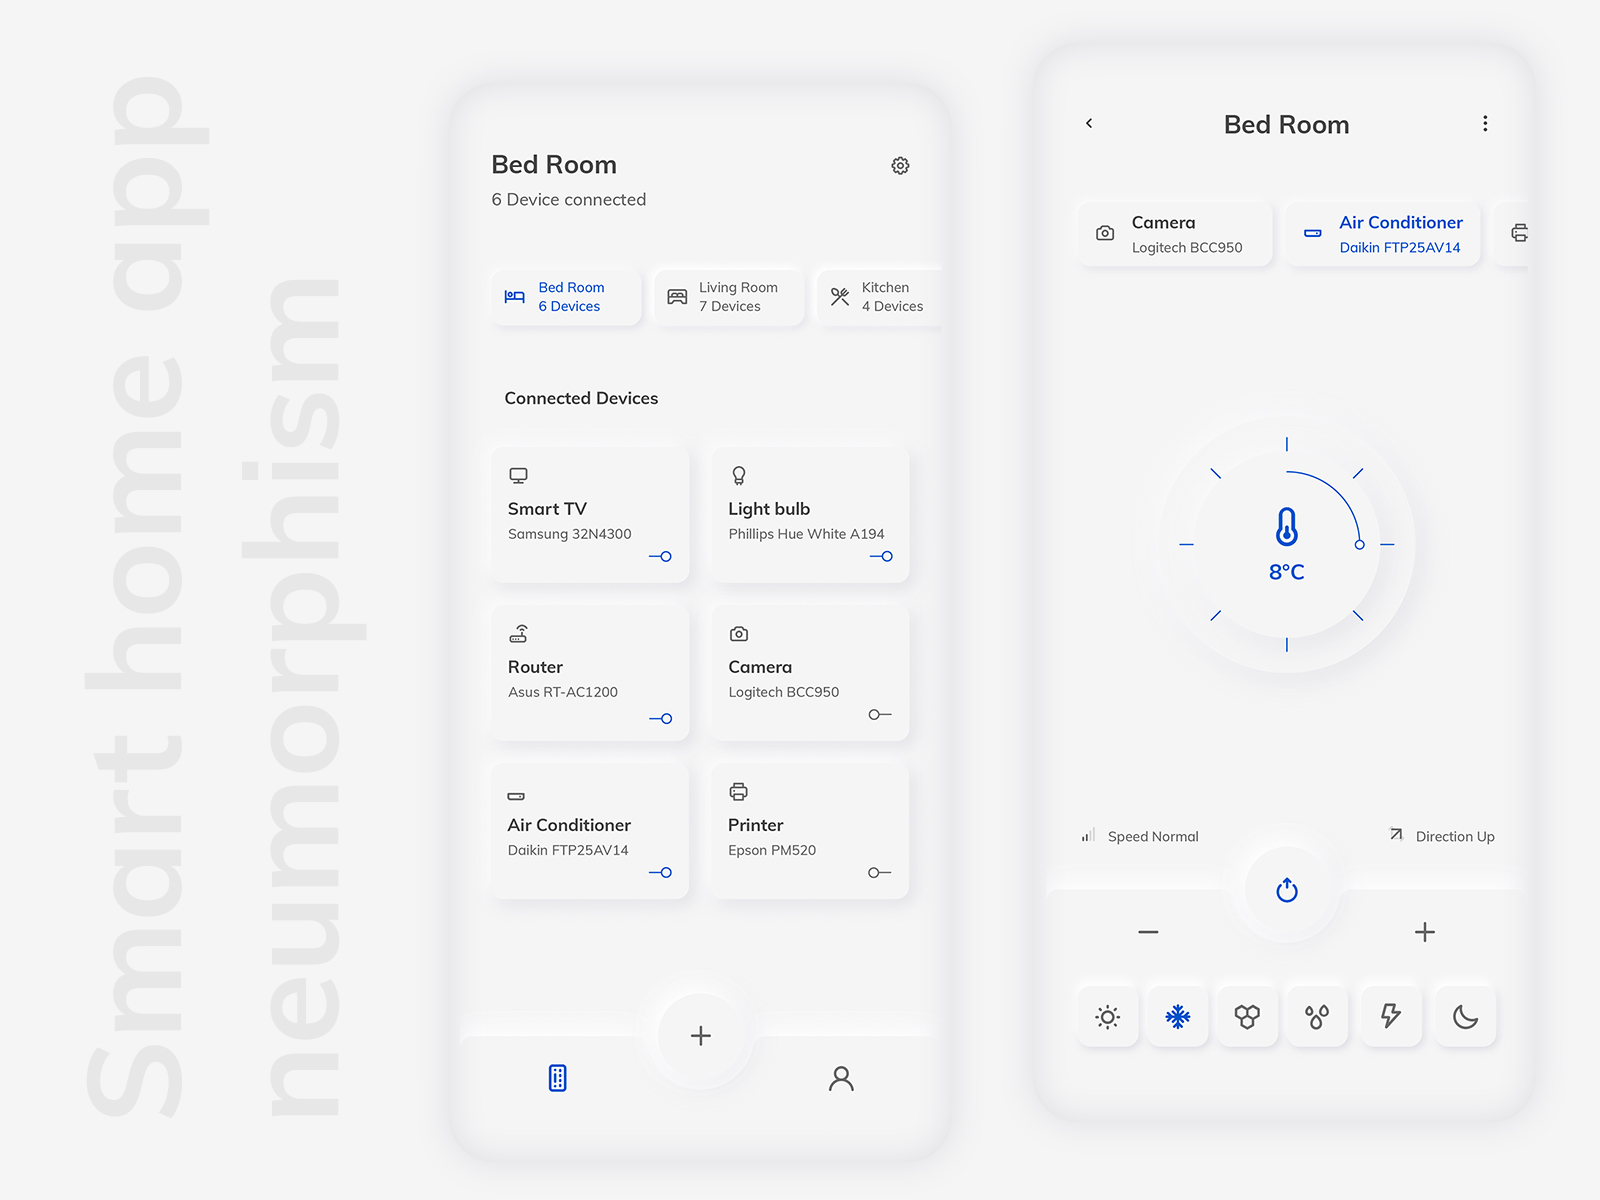 Smart home app
neumorphism
Bed Room
6 Device connected
Bed Room
6 Devices
Living Room
7 Devices
Kitchen
4 Devices
Connected Devices
Smart TV
Samsung 32N4300
Light bulb
Phillips Hue White A194
Router
Asus RT-AC1200
Camera
Logitech BCC950
Air Conditioner
Daikin FTP25AV14
Printer
Epson PM520
Bed Room
Camera
Logitech BCC950
Air Conditioner
Daikin FTP25AV14
8°C
Speed Normal
Direction Up